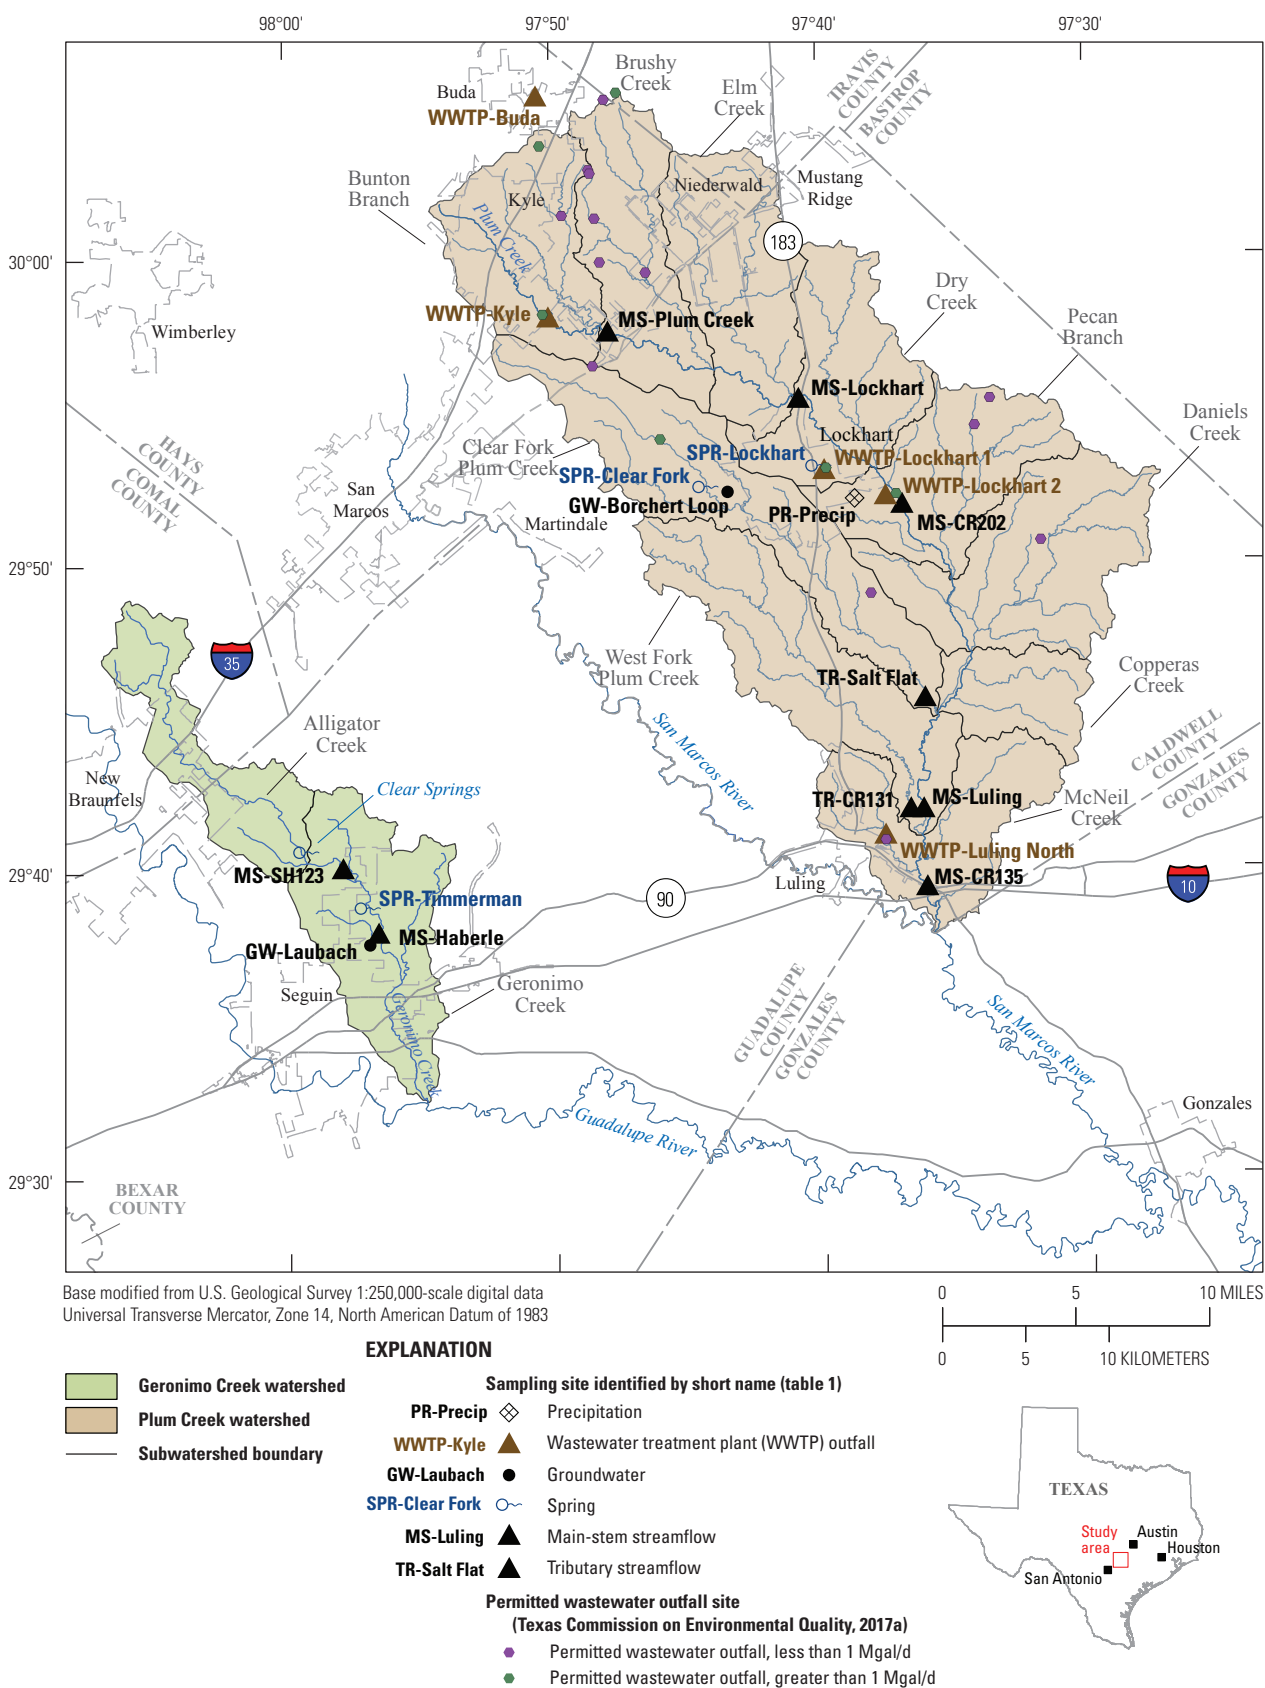 98°00'
97°50'
97°40'
97°30'
Brushy
Creek
Elm
Creek
TRAVIS
COUNTY
BASTROP
COUNTY
Buda
WWTP-Buda
Bunton
Branch
Kyle
Niederwald
Mustang
Ridge
Plum Creek
183
30°00'
Dry
Creek
Pecan
Branch
WWTP-Kyle
MS-Plum Creek
Wimberley
MS-Lockhart
Daniels
Creek
HAYS
COUNTY
COMAL
COUNTY
Clear Fork
Plum Creek
Lockhart
SPR-Lockhart
WWTP-Lockhart 1
SPR-Clear Fork
WWTP-Lockhart 2
San
Marcos
GW-Borchert Loop
PR-Precip
MS-CR202
Martindale
29°50'
35
West Fork
Plum Creek
TR-Salt Flat
Copperas
Creek
San Marcos River
Alligator
Creek
CALDWELL
COUNTY
GONZALES
COUNTY
New
Braunfels
Clear Springs
TR-CR131
MS-Luling
McNeil
Creek
WWTP-Luling North
29°40'
MS-SH123
MS-CR135
Luling
90
10
SPR-Timmerman
MS-Haberle
GW-Laubach
Seguin
Geronimo
Creek
Geronimo Creek
GUADALUPE
COUNTY
GONZALES
COUNTY
San Marcos River
Guadalupe River
Gonzales
29°30'
BEXAR
COUNTY
Base modified from U.S. Geological Survey 1:250,000-scale digital data
Universal Transverse Mercator, Zone 14, North American Datum of 1983
0 5 10 MILES
0 5 10 KILOMETERS
EXPLANATION
Geronimo Creek watershed
Plum Creek watershed
Subwatershed boundary
Sampling site identified by short name (table 1)
PR-Precip Precipitation
WWTP-Kyle Wastewater treatment plant (WWTP) outfall
GW-Laubach Groundwater
SPR-Clear Fork Spring
MS-Luling Main-stem streamflow
TR-Salt Flat Tributary streamflow
Permitted wastewater outfall site
(Texas Commission on Environmental Quality, 2017a)
Permitted wastewater outfall, less than 1 Mgal/d
Permitted wastewater outfall, greater than 1 Mgal/d
TEXAS
Study
area
Austin
Houston
San Antonio